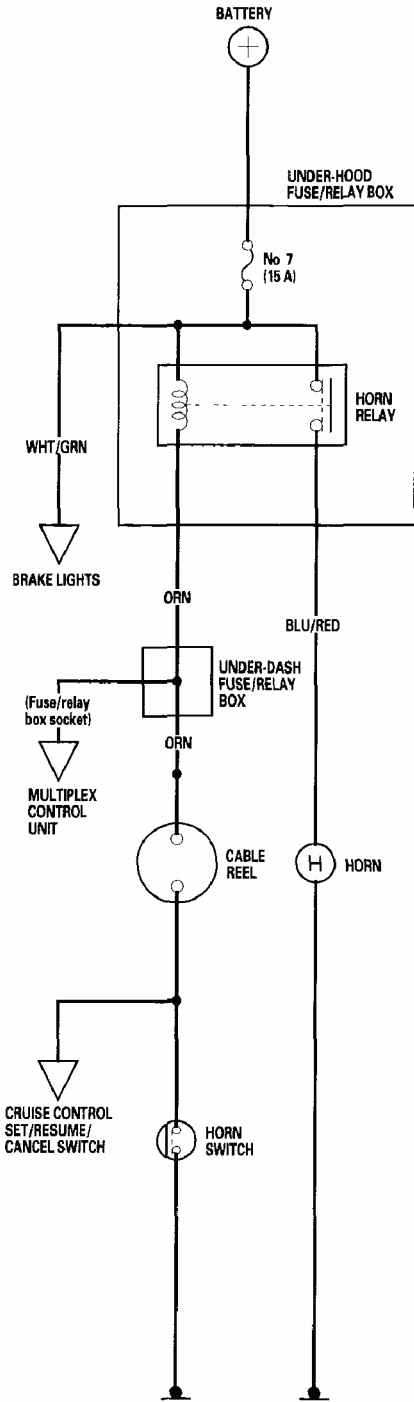 BATTERY
UNDER-HOOD
FUSE/RELAY BOX
No 7
(15 A)
HORN
RELAY
WHT/GRN
BRAKE LIGHTS
ORN
BLU/RED
UNDER-DASH
FUSE/RELAY
BOX
(Fuse/relay
box socket)
ORN
MULTIPLEX
CONTROL
UNIT
CABLE
REEL
H
HORN
CRUISE CONTROL
SET/RESUME/
CANCEL SWITCH
HORN
SWITCH